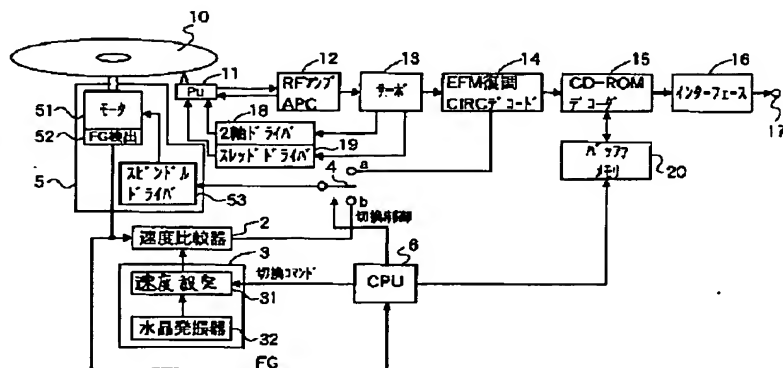 10
11
Pu
12
RFアンプ
APC
13
サーボ
14
EFM復調
CIRCデコード
15
CD-ROM
デコーダ
16
インターフェース
17
51
モータ
52
FG検出
18
2軸ドライバ
スレッドドライバ
19
バッファ
メモリ
20
5
スピンドル
ドライバ
53
4
a
b
切換制御
速度比較器
2
3
6
CPU
速度設定
31
切換コマンド
水晶発振器
32
FG